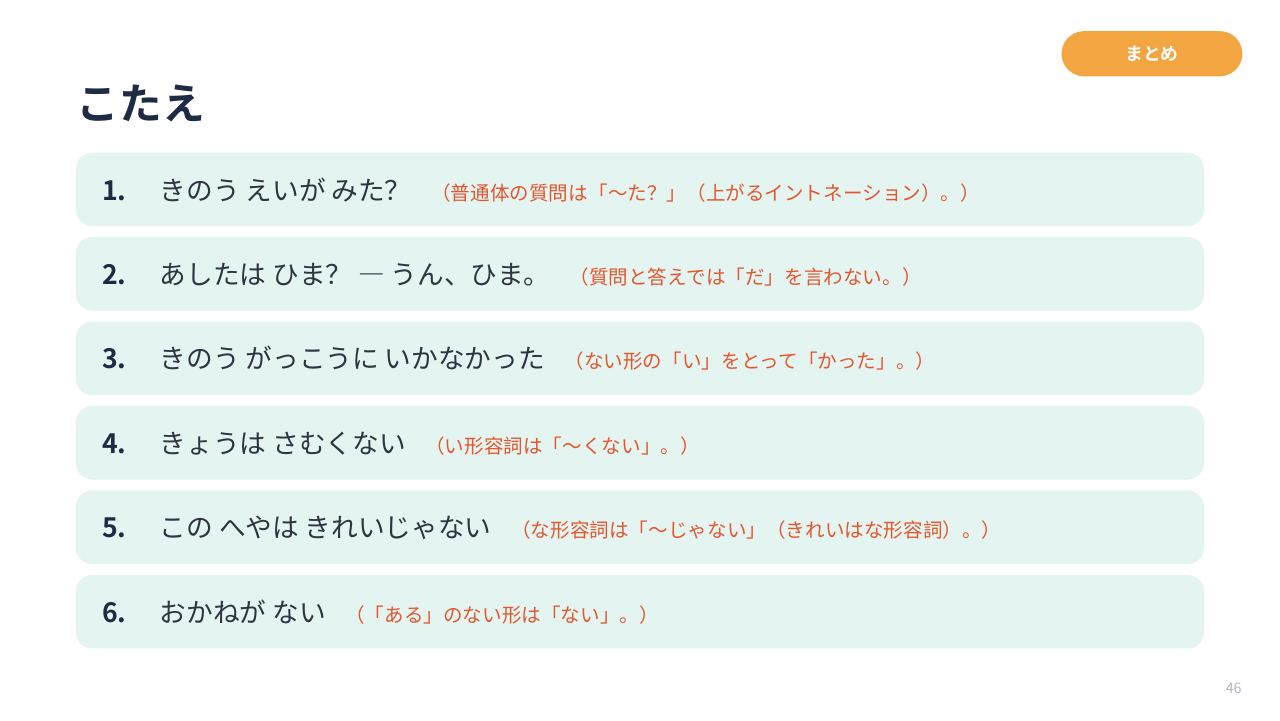 まとめ
こたえ
1. きのう えいが みた? （普通体の質問は「〜た？」（上がるイントネーション）。）
2. あしたは ひま? ― うん、ひま。 （質問と答えでは「だ」を言わない。）
3. きのう がっこうに いかなかった （ない形の「い」をとって「かった」。）
4. きょうは さむくない （い形容詞は「〜くない」。）
5. この へやは きれいじゃない （な形容詞は「〜じゃない」（きれいはな形容詞）。）
6. おかねが ない （「ある」のない形は「ない」。）
46